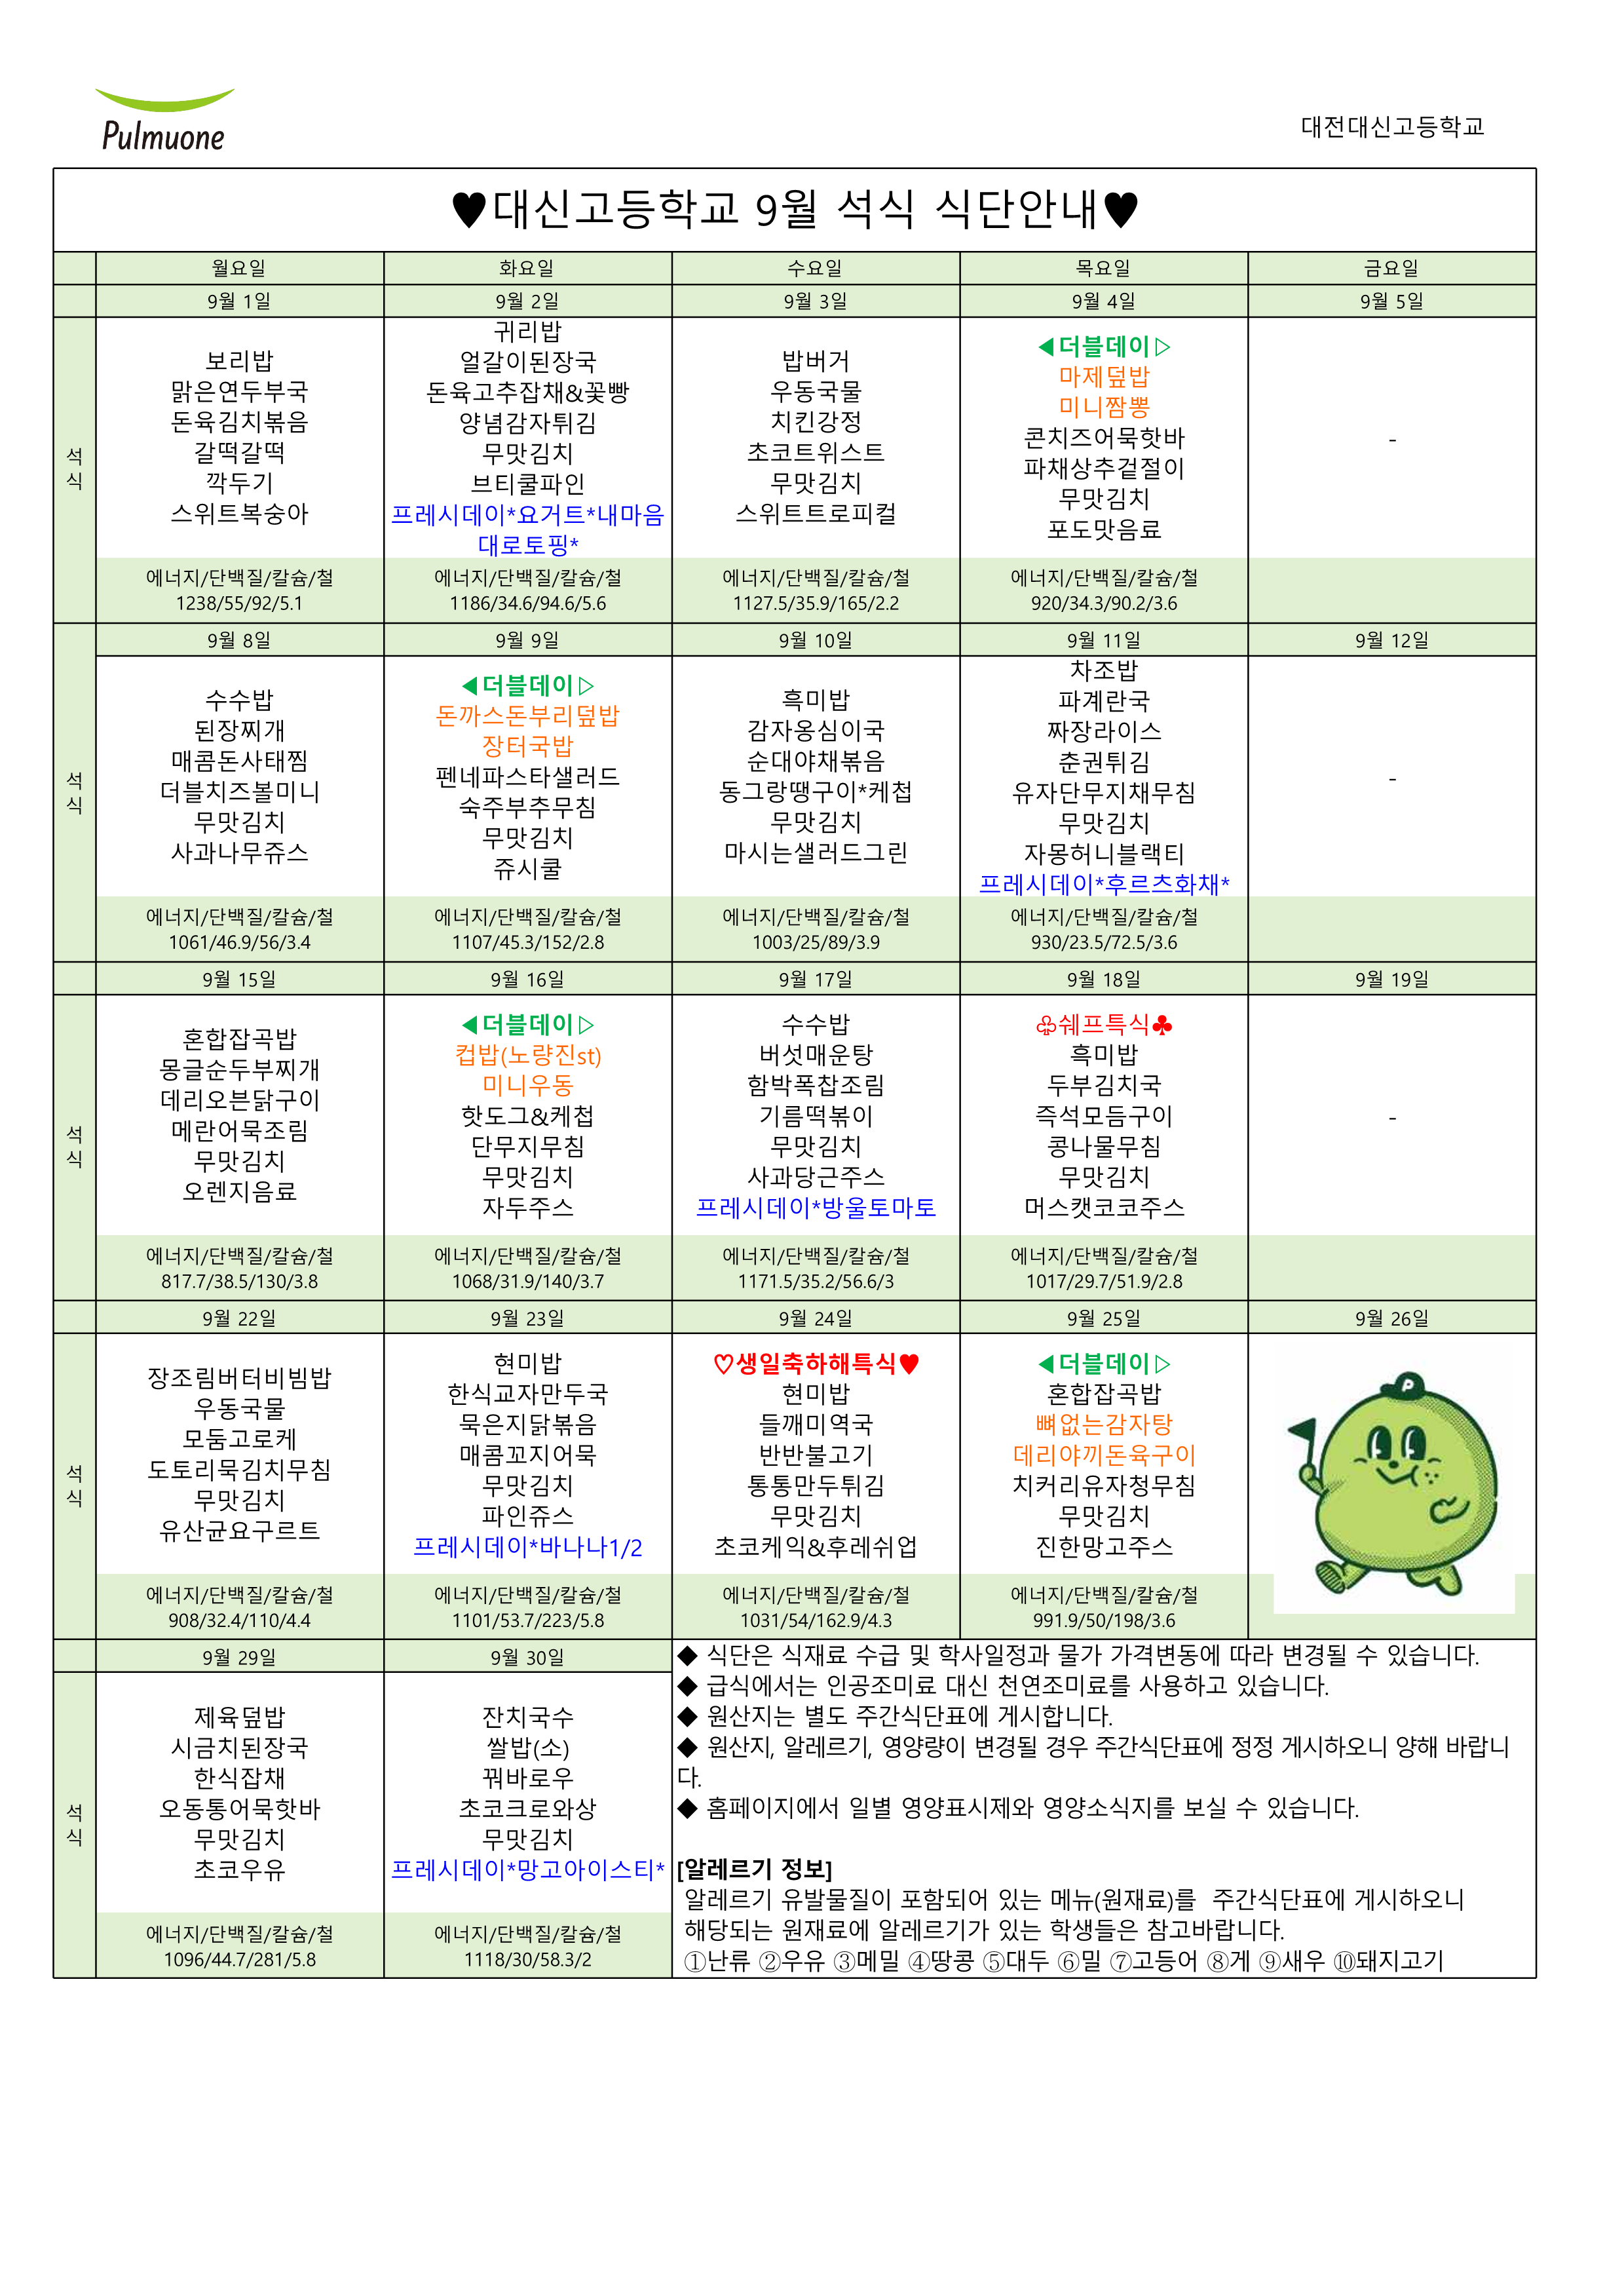 Pulmuone
대전대신고등학교
♥대신고등학교 9월 석식 식단안내♥
월요일 화요일 수요일 목요일 금요일
9월 1일 9월 2일 9월 3일 9월 4일 9월 5일
석식
보리밥
맑은연두부국
돈육김치볶음
갈떡갈떡
깍두기
스위트복숭아
귀리밥
얼갈이된장국
돈육고추잡채&꽃빵
양념감자튀김
무맛김치
브티쿨파인
프레시데이*요거트*내마음
대로토핑*
밥버거
우동국물
치킨강정
초코트위스트
무맛김치
스위트트로피컬
◀더블데이▷
마제덮밥
미니짬뽕
콘치즈어묵핫바
파채상추겉절이
무맛김치
포도맛음료
-
에너지/단백질/칼슘/철 에너지/단백질/칼슘/철 에너지/단백질/칼슘/철 에너지/단백질/칼슘/철
1238/55/92/5.1 1186/34.6/94.6/5.6 1127.5/35.9/165/2.2 920/34.3/90.2/3.6
9월 8일 9월 9일 9월 10일 9월 11일 9월 12일
석식
수수밥
된장찌개
매콤돈사태찜
더블치즈볼미니
무맛김치
사과나무쥬스
◀더블데이▷
돈까스돈부리덮밥
장터국밥
펜네파스타샐러드
숙주부추무침
무맛김치
쥬시쿨
흑미밥
감자옹심이국
순대야채볶음
동그랑땡구이*케첩
무맛김치
마시는샐러드그린
차조밥
파계란국
짜장라이스
춘권튀김
유자단무지채무침
무맛김치
자몽허니블랙티
프레시데이*후르츠화채*
-
에너지/단백질/칼슘/철 에너지/단백질/칼슘/철 에너지/단백질/칼슘/철 에너지/단백질/칼슘/철
1061/46.9/56/3.4 1107/45.3/152/2.8 1003/25/89/3.9 930/23.5/72.5/3.6
9월 15일 9월 16일 9월 17일 9월 18일 9월 19일
석식
혼합잡곡밥
몽글순두부찌개
데리오븐닭구이
메란어묵조림
무맛김치
오렌지음료
◀더블데이▷
컵밥(노량진st)
미니우동
핫도그&케첩
단무지무침
무맛김치
자두주스
수수밥
버섯매운탕
함박폭찹조림
기름떡볶이
무맛김치
사과당근주스
프레시데이*방울토마토
♧쉐프특식♣
흑미밥
두부김치국
즉석모듬구이
콩나물무침
무맛김치
머스캣코코주스
-
에너지/단백질/칼슘/철 에너지/단백질/칼슘/철 에너지/단백질/칼슘/철 에너지/단백질/칼슘/철
817.7/38.5/130/3.8 1068/31.9/140/3.7 1171.5/35.2/56.6/3 1017/29.7/51.9/2.8
9월 22일 9월 23일 9월 24일 9월 25일 9월 26일
석식
장조림버터비빔밥
우동국물
모둠고로케
도토리묵김치무침
무맛김치
유산균요구르트
현미밥
한식교자만두국
묵은지닭볶음
매콤꼬지어묵
무맛김치
파인쥬스
프레시데이*바나나1/2
♡생일축하해특식♥
현미밥
들깨미역국
반반불고기
통통만두튀김
무맛김치
초코케익&후레쉬업
◀더블데이▷
혼합잡곡밥
뼈없는감자탕
데리야끼돈육구이
치커리유자청무침
무맛김치
진한망고주스
P
에너지/단백질/칼슘/철 에너지/단백질/칼슘/철 에너지/단백질/칼슘/철 에너지/단백질/칼슘/철
908/32.4/110/4.4 1101/53.7/223/5.8 1031/54/162.9/4.3 991.9/50/198/3.6
9월 29일 9월 30일
석식
제육덮밥
시금치된장국
한식잡채
오동통어묵핫바
무맛김치
초코우유
잔치국수
쌀밥(소)
꿔바로우
초코크로와상
무맛김치
프레시데이*망고아이스티*
에너지/단백질/칼슘/철 에너지/단백질/칼슘/철
1096/44.7/281/5.8 1118/30/58.3/2
◆ 식단은 식재료 수급 및 학사일정과 물가 가격변동에 따라 변경될 수 있습니다.
◆ 급식에서는 인공조미료 대신 천연조미료를 사용하고 있습니다.
◆ 원산지는 별도 주간식단표에 게시합니다.
◆ 원산지, 알레르기, 영양량이 변경될 경우 주간식단표에 정정 게시하오니 양해 바랍니
다.
◆ 홈페이지에서 일별 영양표시제와 영양소식지를 보실 수 있습니다.
[알레르기 정보]
알레르기 유발물질이 포함되어 있는 메뉴(원재료)를 주간식단표에 게시하오니
해당되는 원재료에 알레르기가 있는 학생들은 참고바랍니다.
①난류 ②우유 ③메밀 ④땅콩 ⑤대두 ⑥밀 ⑦고등어 ⑧게 ⑨새우 ⑩돼지고기